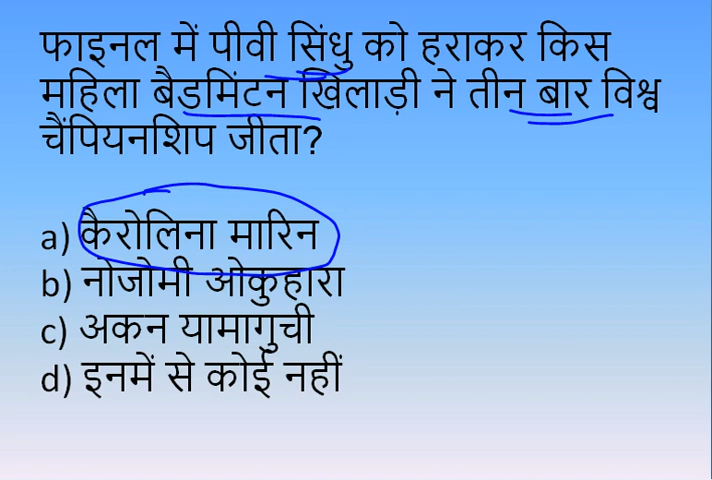 फाइनल में पीवी सिंधु को हराकर किस
महिला बैडमिंटन खिलाड़ी ने तीन बार विश्व
चैंपियनशिप जीता?
a) कैरोलिना मारिन
b) नोजोमी ओकुहारा
c) अकन यामागुची
d) इनमें से कोई नहीं